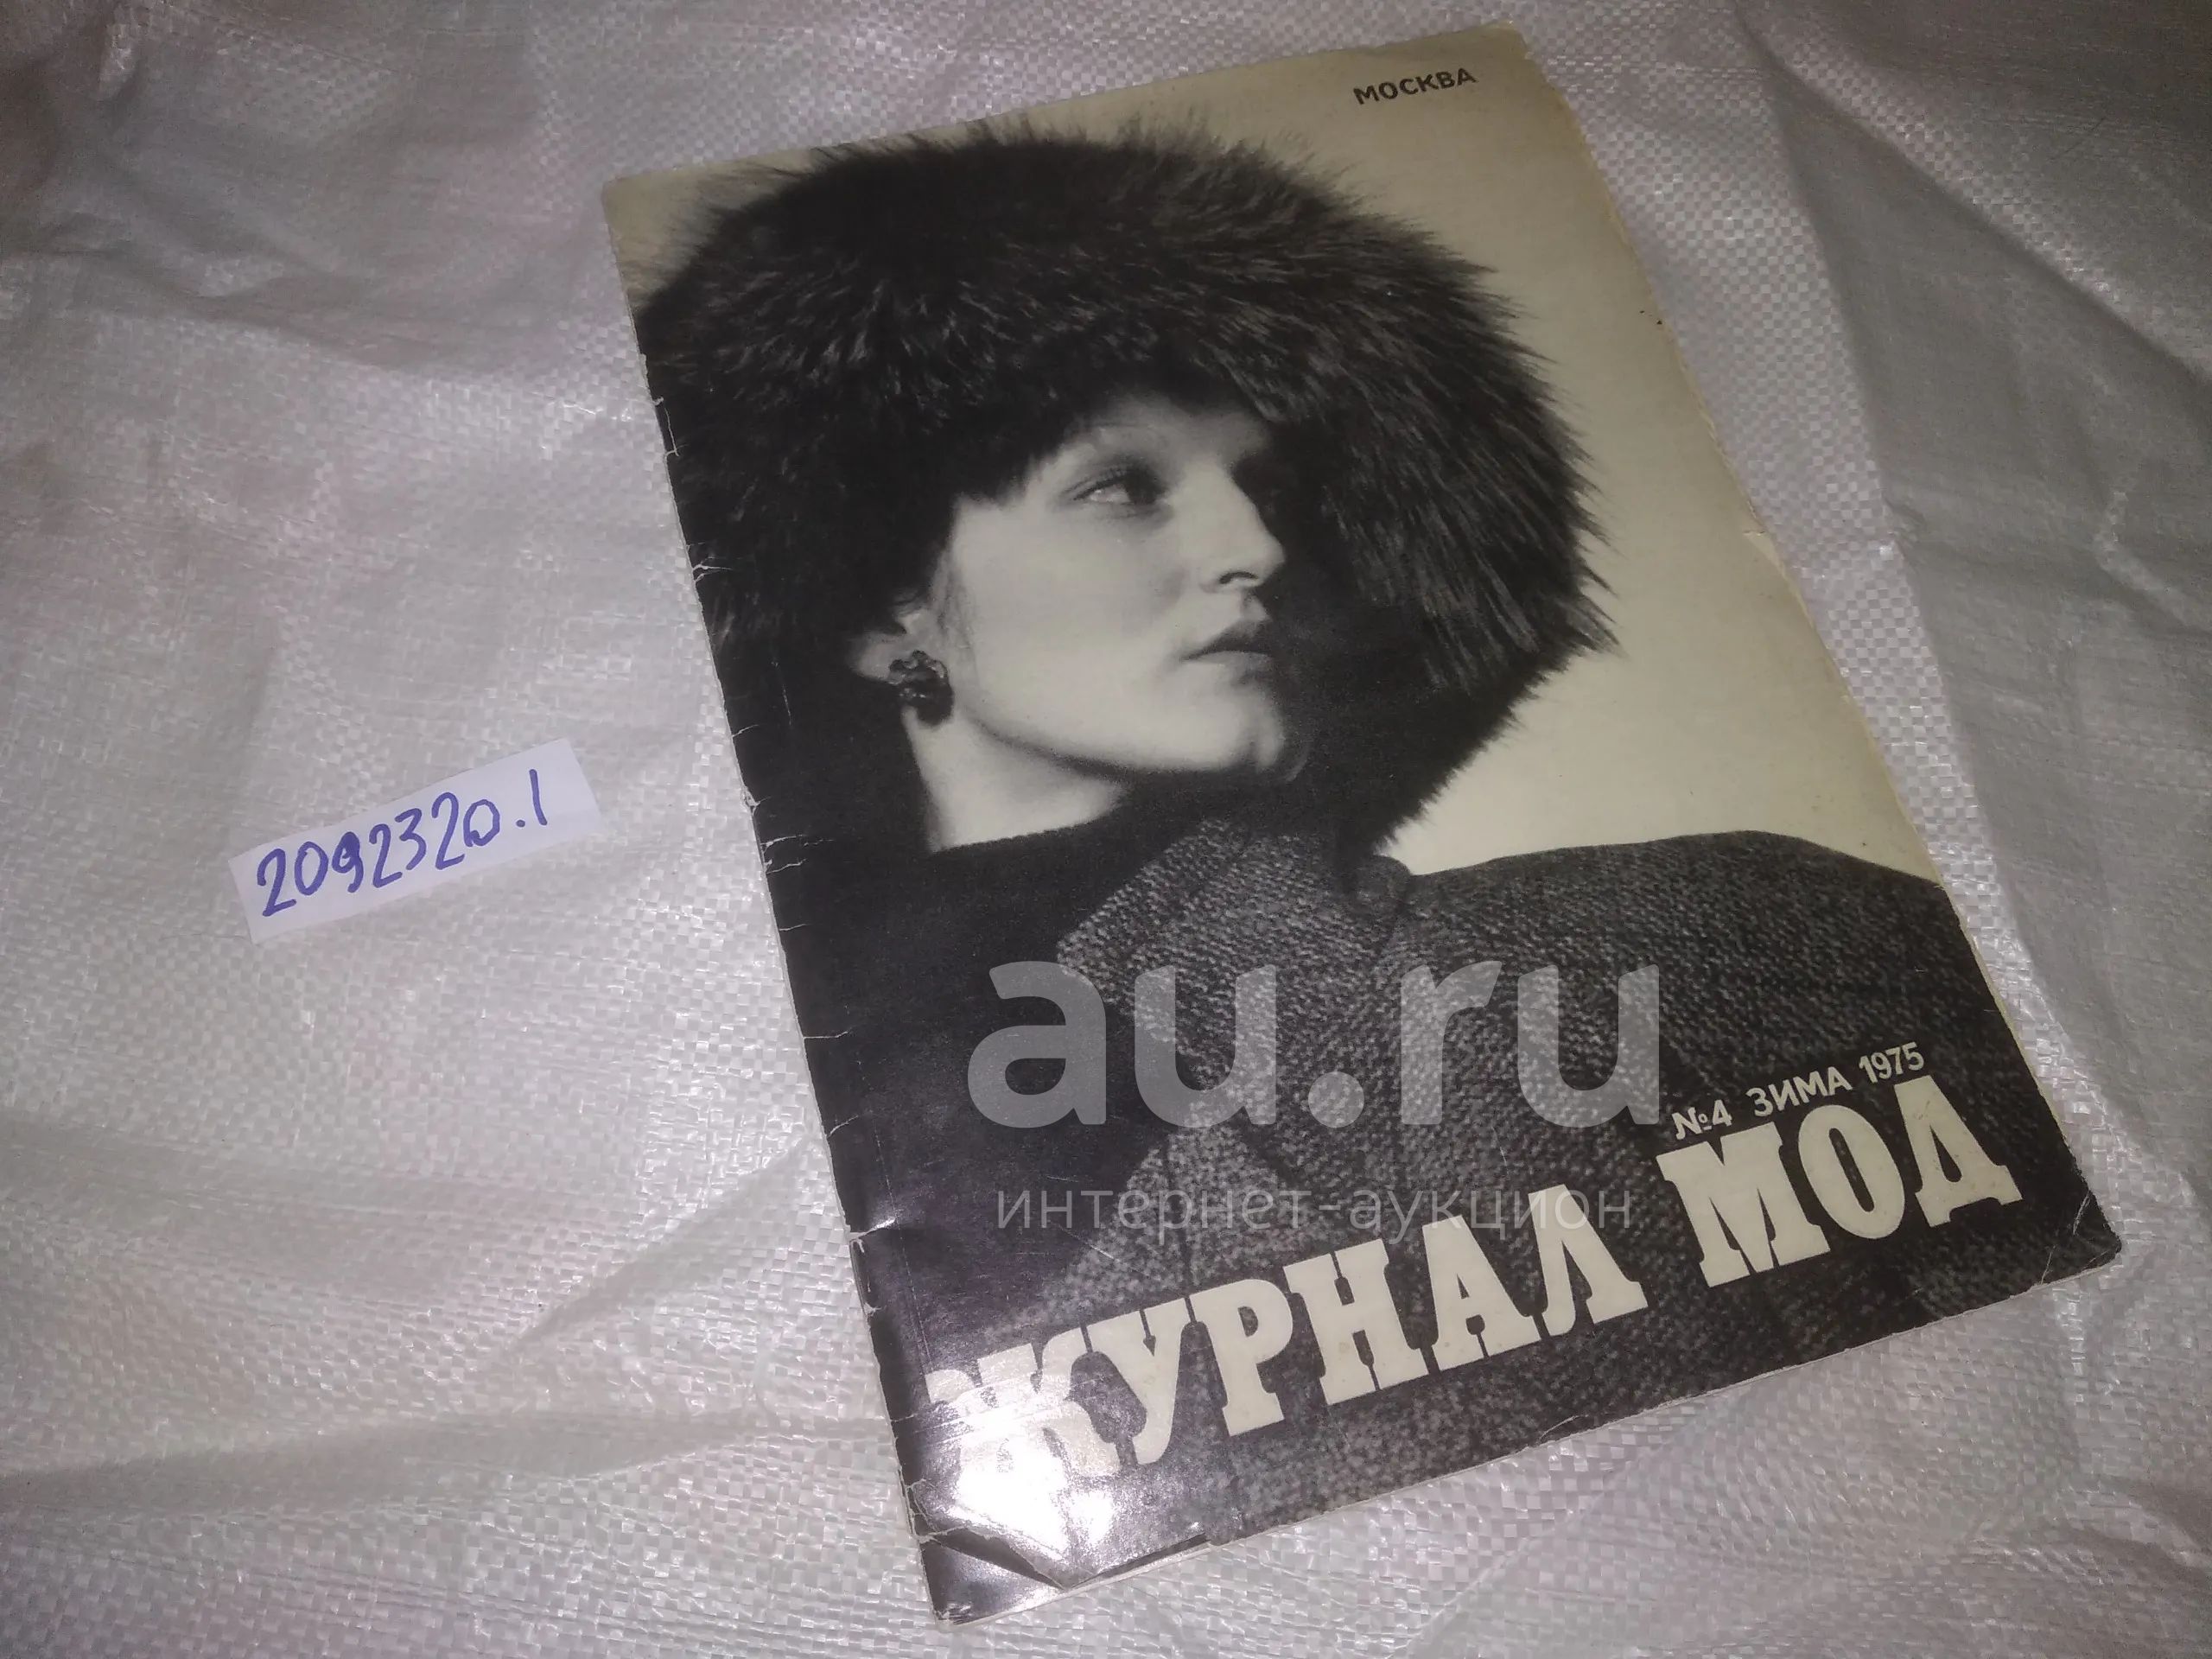 МОСКВА
2092320.1
au.ru
интернет-аукцион
№4 ЗИМА 1975
ЖУРНАЛ МОД